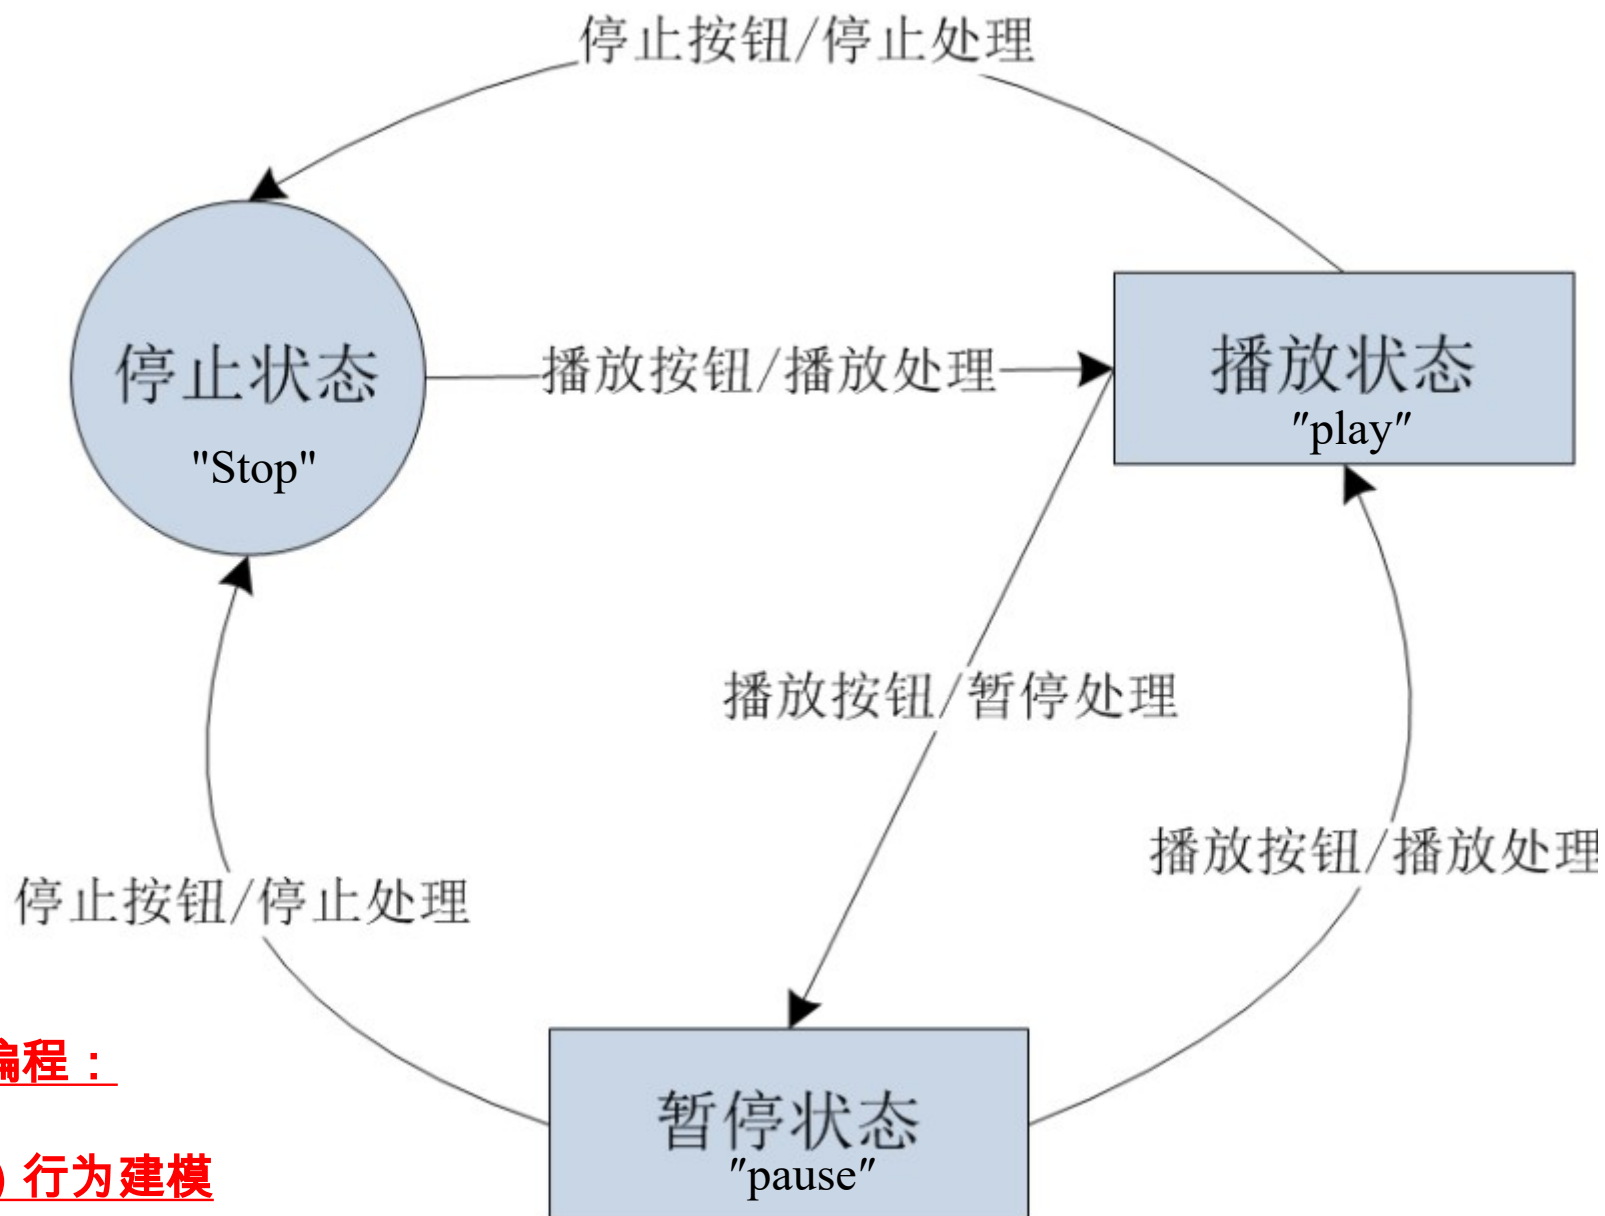 停止按钮/停止处理
停止状态
"Stop"
播放按钮/播放处理
播放状态
"play"
播放按钮/暂停处理
播放按钮/播放处理
停止按钮/停止处理
编程：
) 行为建模
暂停状态
"pause"